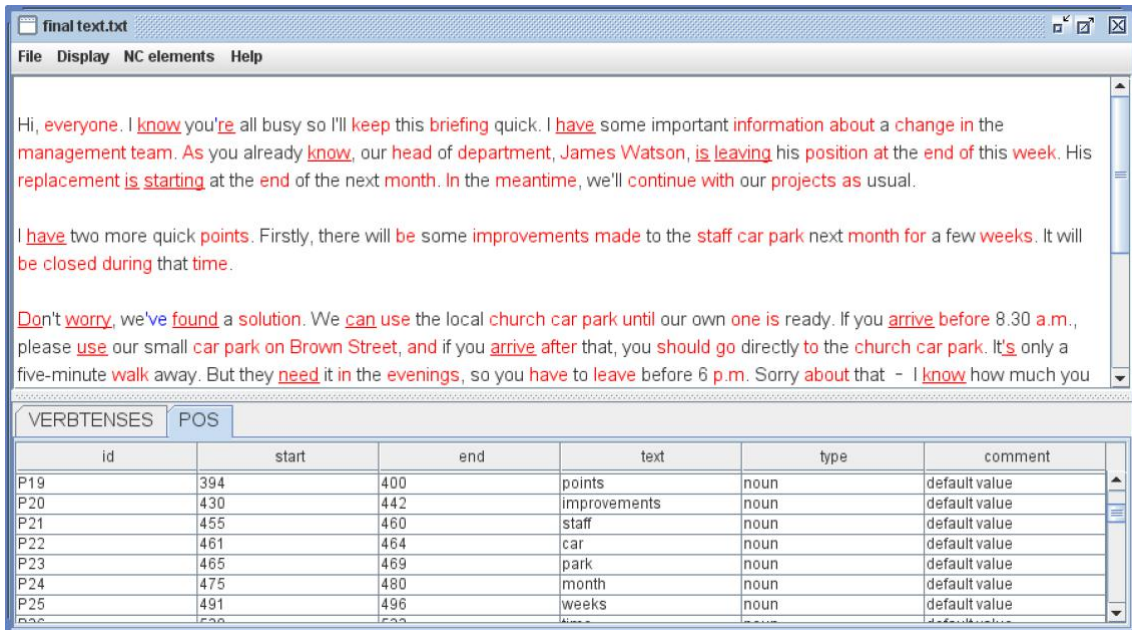 final text.txt
File Display NC elements Help
Hi, everyone. I know you're all busy so I'll keep this briefing quick. I have some important information about a change in the
management team. As you already know, our head of department, James Watson, is leaving his position at the end of this week. His
replacement is starting at the end of the next month. In the meantime, we'll continue with our projects as usual.
I have two more quick points. Firstly, there will be some improvements made to the staff car park next month for a few weeks. It will
be closed during that time.
Don't worry, we've found a solution. We can use the local church car park until our own one is ready. If you arrive before 8.30 a.m.,
please use our small car park on Brown Street, and if you arrive after that, you should go directly to the church car park. It's only a
five-minute walk away. But they need it in the evenings, so you have to leave before 6 p.m. Sorry about that – I know how much you
VERBTENSES POS
id start end text type comment
P19 394 400 points noun default value
P20 430 442 improvements noun default value
P21 455 460 staff noun default value
P22 461 464 car noun default value
P23 465 469 park noun default value
P24 475 480 month noun default value
P25 491 496 weeks noun default value